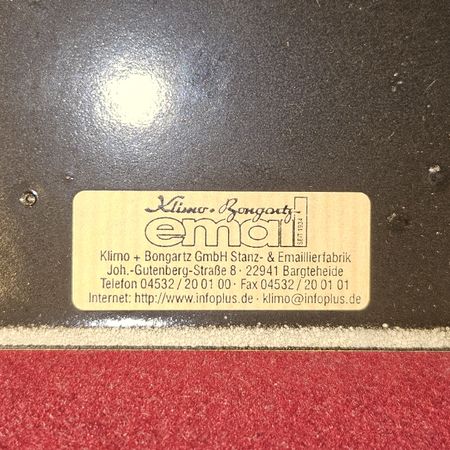 Klimo + Bongartz
email
SEIT 1934
Klimo + Bongartz GmbH Stanz- & Emaillierfabrik
Joh.-Gutenberg-Straße 8 · 22941 Bargteheide
Telefon 04532 / 20 01 00 · Fax 04532 / 20 01 01
Internet: http://www.infoplus.de · klimo@infoplus.de